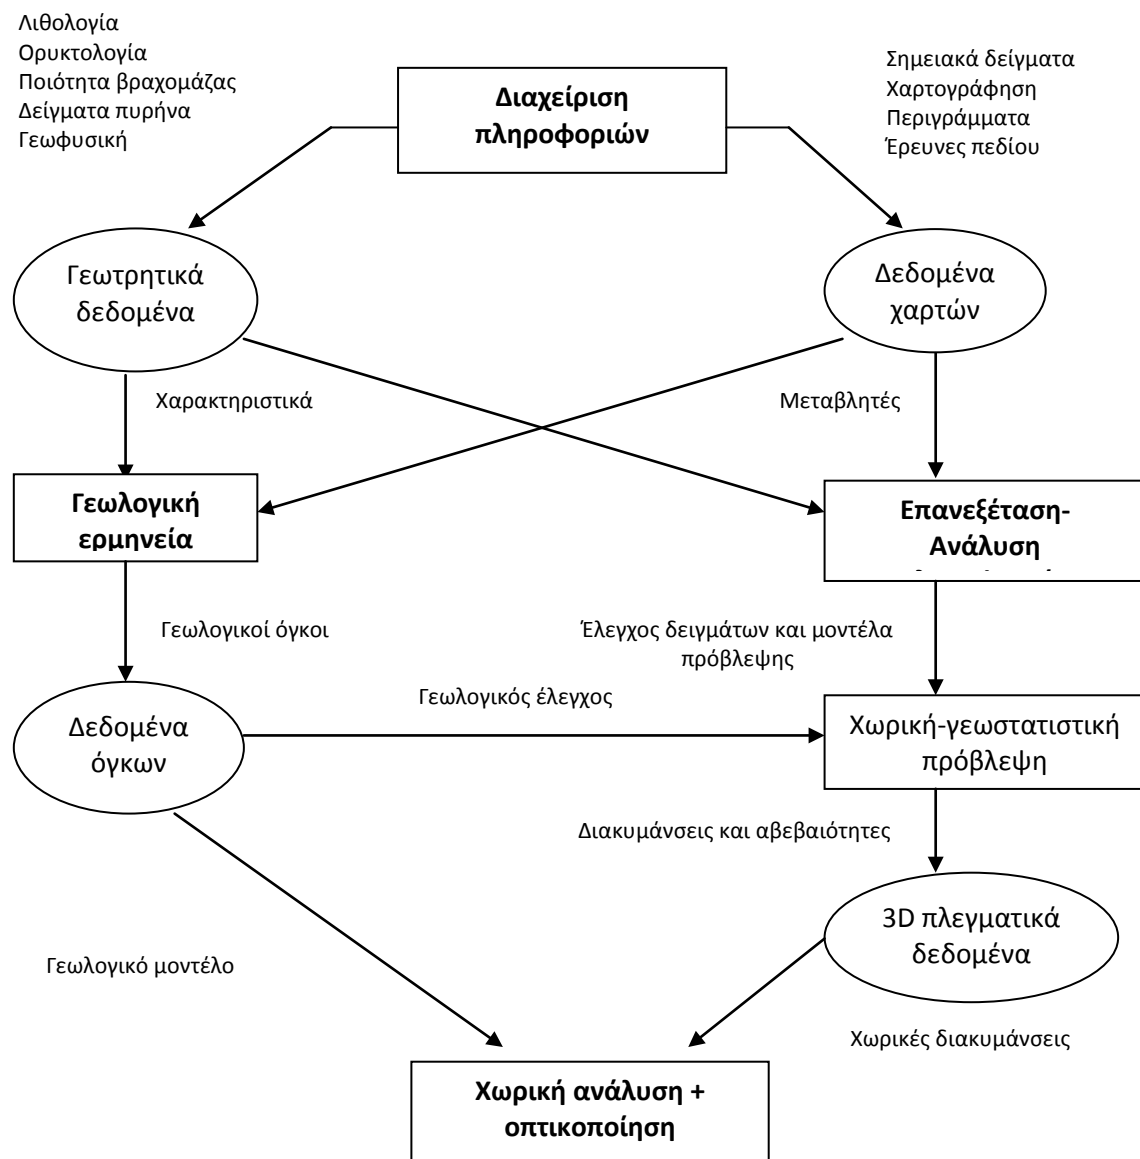 Λιθολογία
Ορυκτολογία
Ποιότητα βραχομάζας
Δείγματα πυρήνα
Γεωφυσική
Διαχείριση
πληροφοριών
Σημειακά δείγματα
Χαρτογράφηση
Περιγράμματα
Έρευνες πεδίου
Γεωτρητικά
δεδομένα
Δεδομένα
χαρτών
Χαρακτηριστικά
Μεταβλητές
Γεωλογική
ερμηνεία
Επανεξέταση-
Ανάλυση
Γεωλογικοί όγκοι
Έλεγχος δειγμάτων και μοντέλα
πρόβλεψης
Γεωλογικός έλεγχος
Δεδομένα
όγκων
Χωρική-γεωστατιστική
πρόβλεψη
Διακυμάνσεις και αβεβαιότητες
3D πλεγματικά
δεδομένα
Γεωλογικό μοντέλο
Χωρικές διακυμάνσεις
Χωρική ανάλυση +
οπτικοποίηση